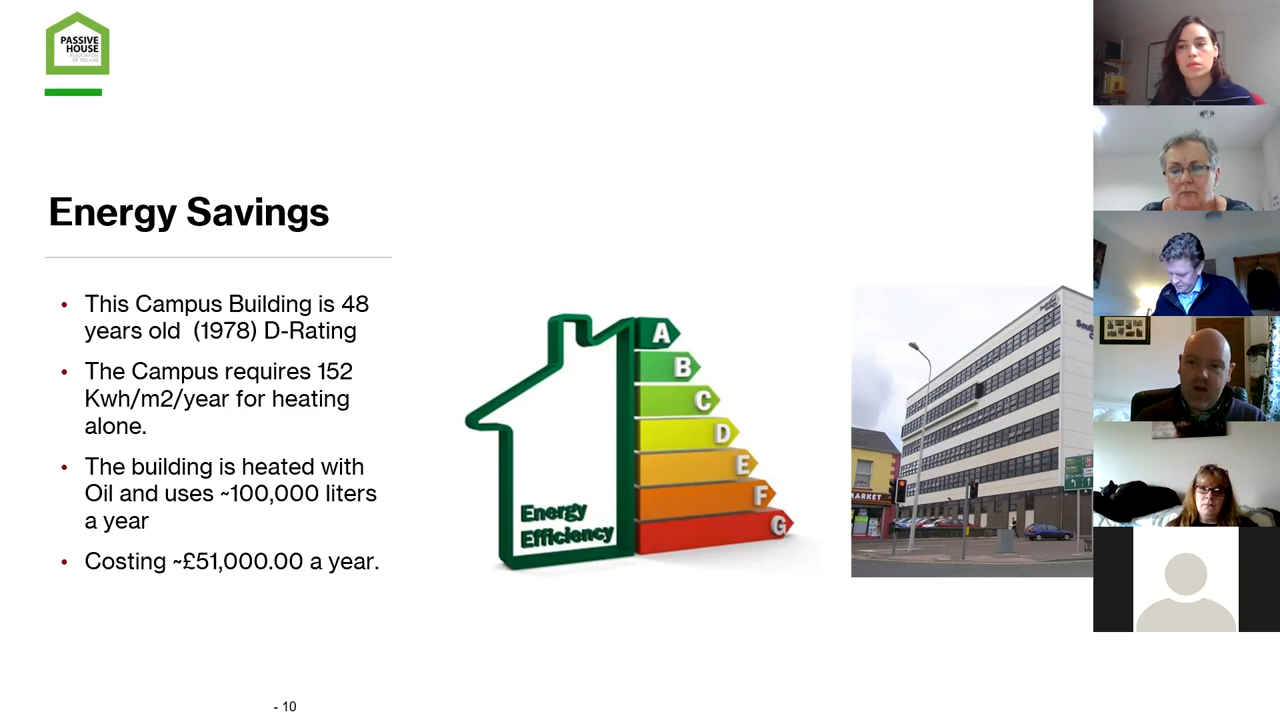 PASSIVE
HOUSE
ASSOCIATION
OF IRELAND
Energy Savings
• This Campus Building is 48
years old (1978) D-Rating
• The Campus requires 152
Kwh/m2/year for heating
alone.
• The building is heated with
Oil and uses ~100,000 liters
a year
• Costing ~£51,000.00 a year.
A
B
C
D
E
F
G
Energy
Efficiency
MARKET
- 10